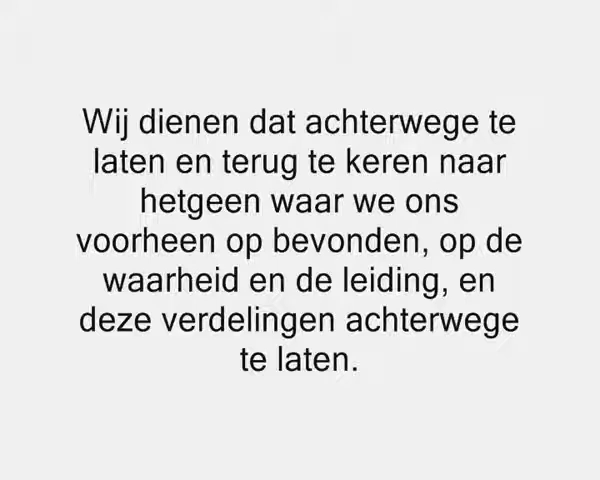 Wij dienen dat achterwege te
laten en terug te keren naar
hetgeen waar we ons
voorheen op bevonden, op de
waarheid en de leiding, en
deze verdelingen achterwege
te laten.